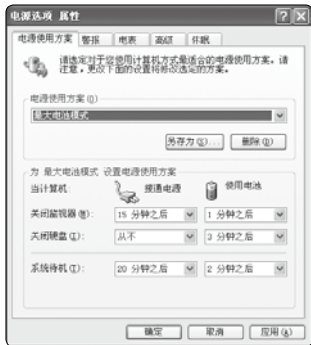 电源选项 属性
电源使用方案 警报 电表 高级 休眠
请选定对于您使用计算机方式最适合的电源使用方案。请
注意，更改下面的设置将修改选定的方案。
电源使用方案(O)
最大电池模式
另存为(S)... 删除(D)
为 最大电池模式 设置电源使用方案
当计算机: 接通电源 使用电池
关闭监视器(M): 15 分钟之后 1 分钟之后
关闭硬盘(I): 从不 3 分钟之后
系统待机(T): 20 分钟之后 2 分钟之后
确定 取消 应用(A)